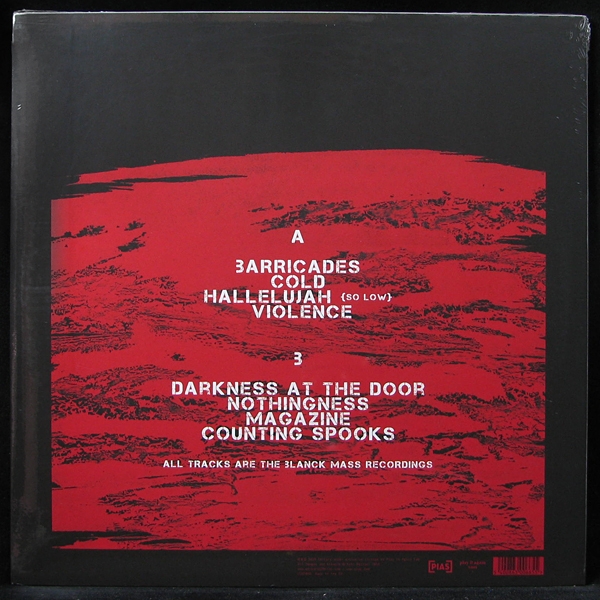 A
BARRICADES
COLD
HALLELUJAH {SO LOW}
VIOLENCE
B
DARKNESS AT THE DOOR
NOTHINGNESS
MAGAZINE
COUNTING SPOOKS
ALL TRACKS ARE THE BLANCK MASS RECORDINGS
[PIAS]